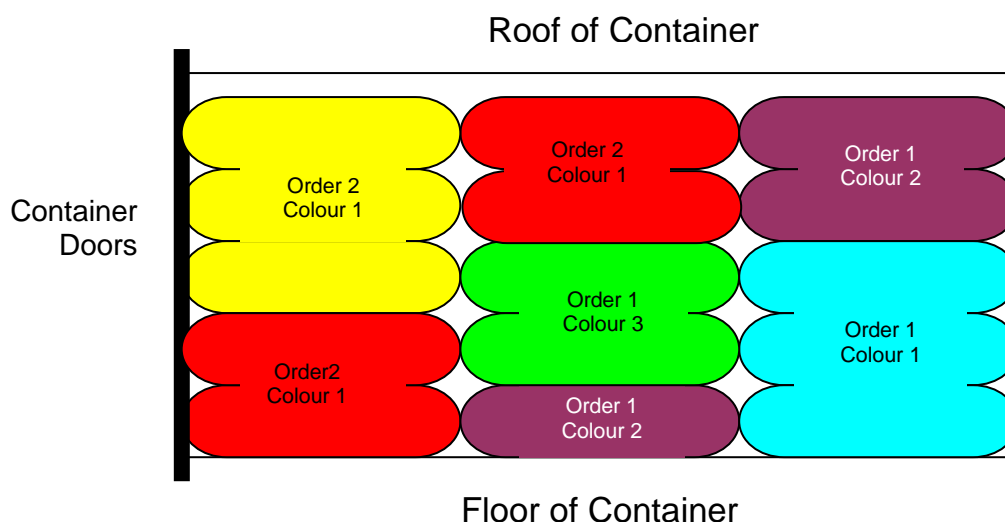 Roof of Container
Order 2
Colour 1
Order 2
Colour 1
Order 1
Colour 2
Container
Doors
Order 1
Colour 3
Order 1
Colour 1
Order2
Colour 1
Order 1
Colour 2
Floor of Container